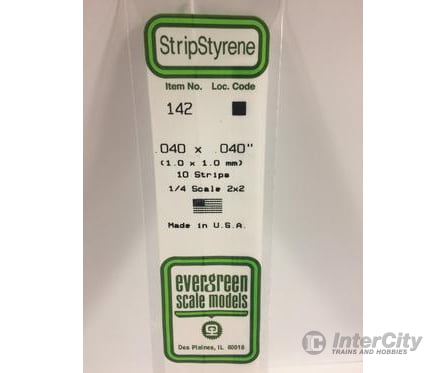 StripStyrene
Item No. Loc. Code
142
.040 x .040"
(1.0 x 1.0 mm)
10 Strips
1/4 Scale 2x2
Made in U.S.A.
evergreen
scale models
Des Plaines, IL 60018
InterCity
TRAINS AND HOBBIES